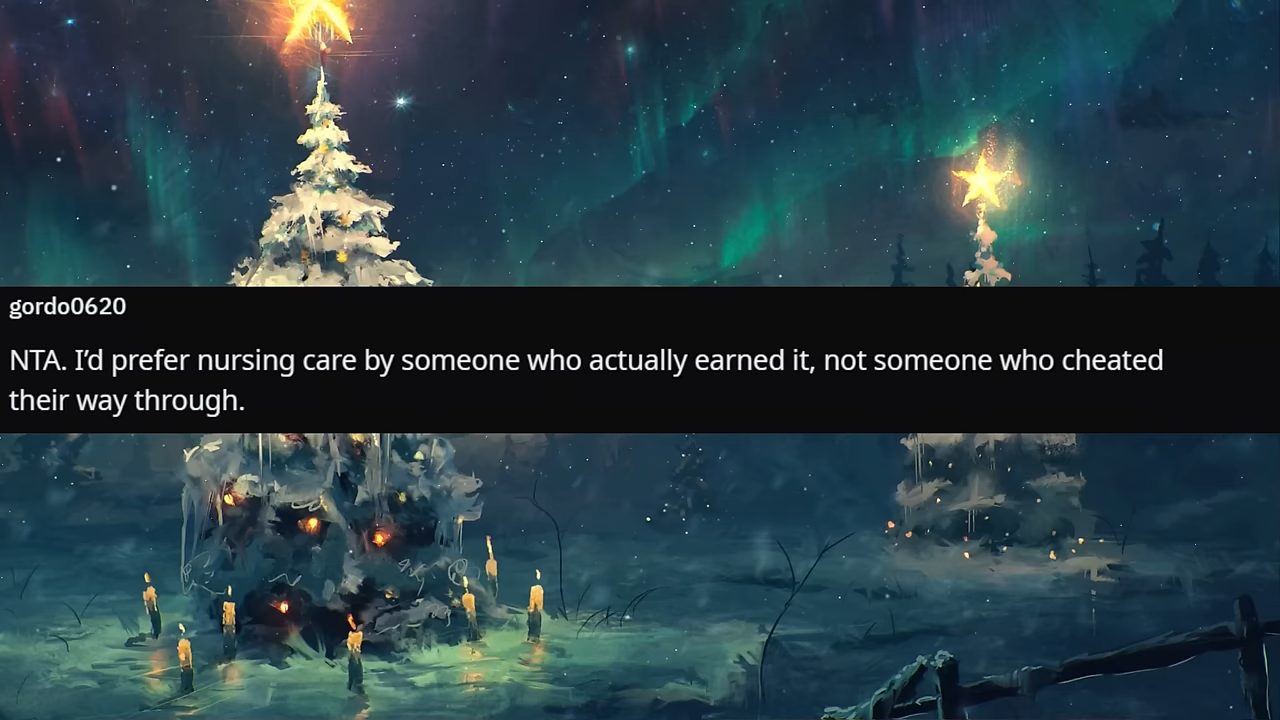 gordo0620
NTA. I’d prefer nursing care by someone who actually earned it, not someone who cheated
their way through.